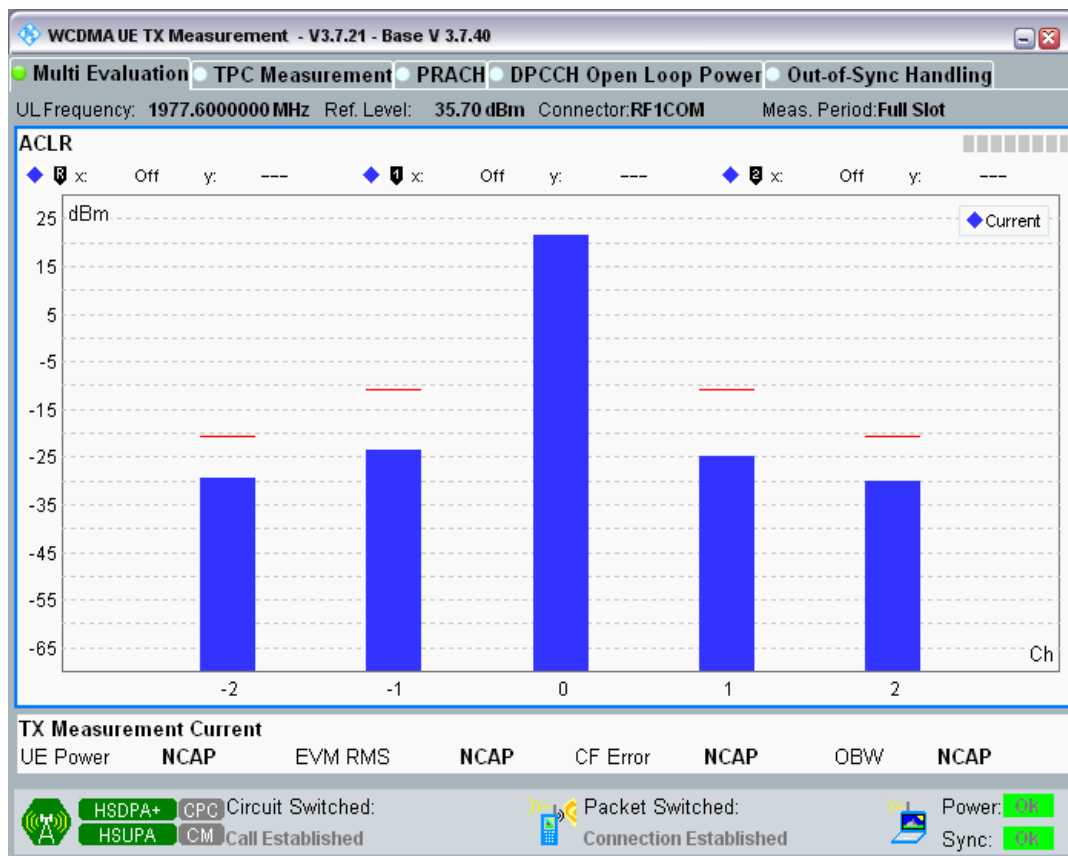 WCDMA UE TX Measurement - V3.7.21 - Base V 3.7.40
Multi Evaluation TPC Measurement PRACH DPCCH Open Loop Power Out-of-Sync Handling
UL Frequency: 1977.6000000 MHz Ref. Level: 35.70 dBm Connector:RF1COM Meas. Period:Full Slot
ACLR
R x: Off y: --- 1 x: Off y: --- 2 x: Off y: ---
dBm
Current
25
15
5
-5
-15
-25
-35
-45
-55
-65
Ch
-2 -1 0 1 2
TX Measurement Current
UE Power NCAP EVM RMS NCAP CF Error NCAP OBW NCAP
HSDPA+ CPC Circuit Switched: Packet Switched: Power: OK
HSUPA CM Call Established Connection Established Sync: OK